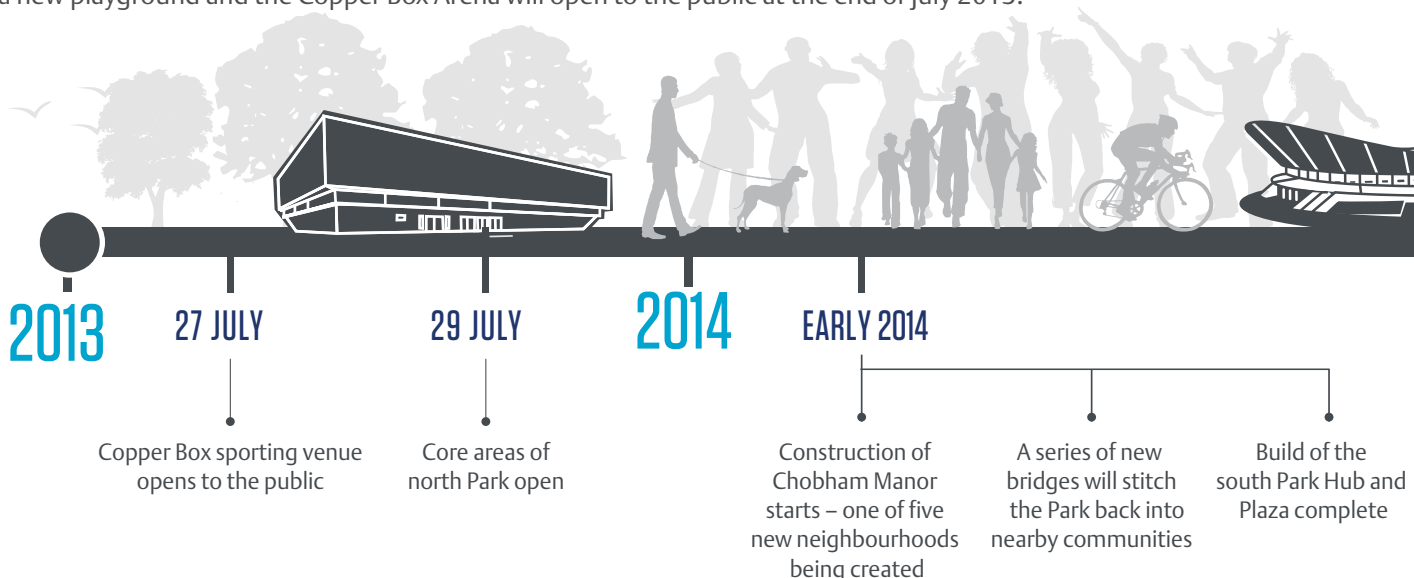 a new playground and the Copper Box Arena will open to the public at the end of July 2013.
2013
27 JULY
29 JULY
2014
EARLY 2014
Copper Box sporting venue
opens to the public
Core areas of
north Park open
Construction of
Chobham Manor
starts – one of five
new neighbourhoods
being created
A series of new
bridges will stitch
the Park back into
nearby communities
Build of the
south Park Hub and
Plaza complete